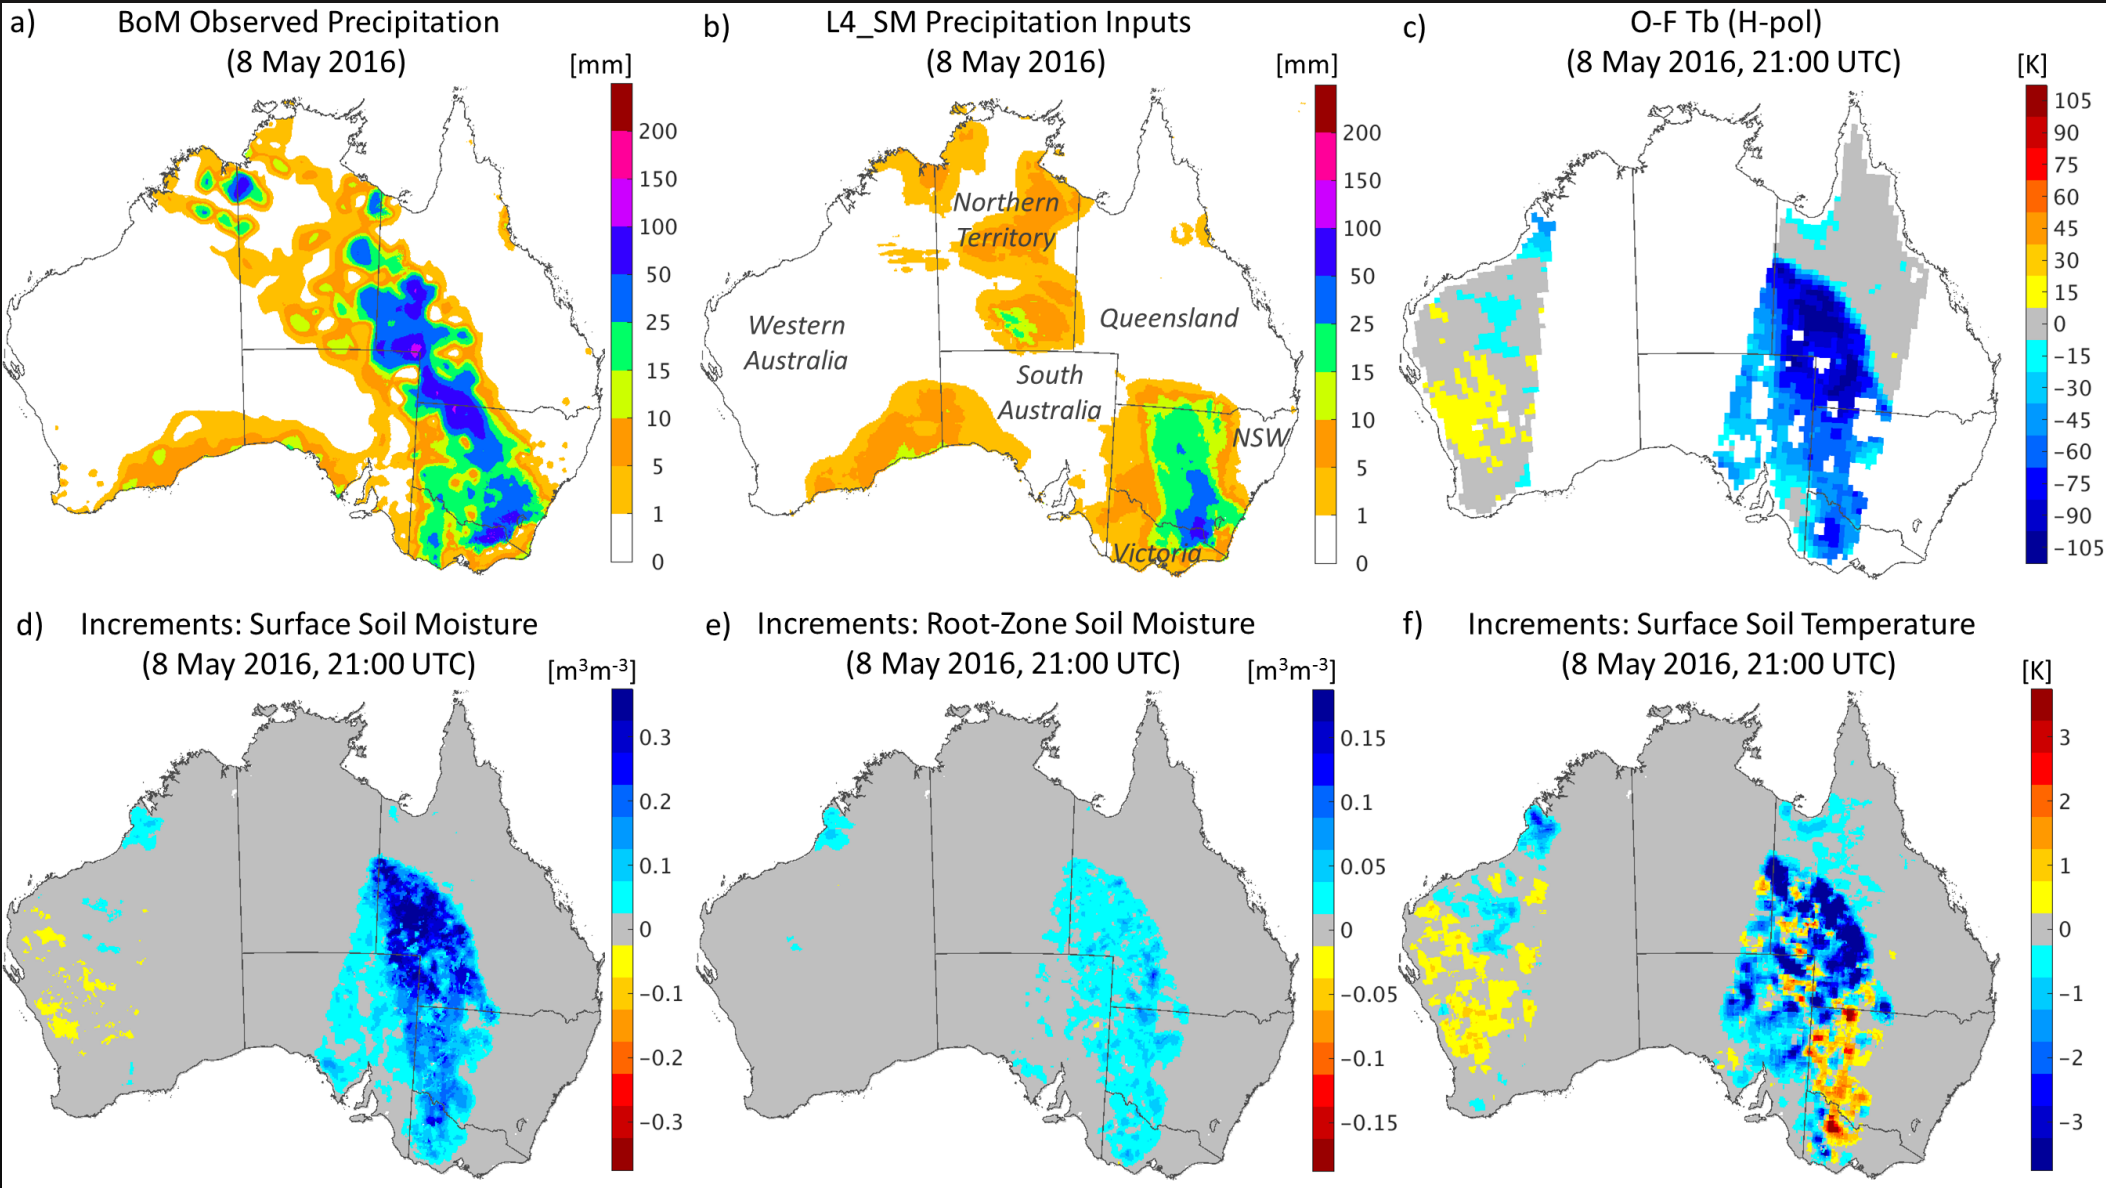 a) BoM Observed Precipitation
(8 May 2016) [mm]
200
150
100
50
25
15
10
5
1
0
b) L4_SM Precipitation Inputs
(8 May 2016) [mm]
Northern
Territory
Western
Australia
Queensland
South
Australia
NSW
Victoria
200
150
100
50
25
15
10
5
1
0
c) O-F Tb (H-pol)
(8 May 2016, 21:00 UTC) [K]
105
90
75
60
45
30
15
0
−15
−30
−45
−60
−75
−90
−105
d) Increments: Surface Soil Moisture
(8 May 2016, 21:00 UTC) [m³m⁻³]
0.3
0.2
0.1
0
−0.1
−0.2
−0.3
e) Increments: Root-Zone Soil Moisture
(8 May 2016, 21:00 UTC) [m³m⁻³]
0.15
0.1
0.05
0
−0.05
−0.1
−0.15
f) Increments: Surface Soil Temperature
(8 May 2016, 21:00 UTC) [K]
3
2
1
0
−1
−2
−3